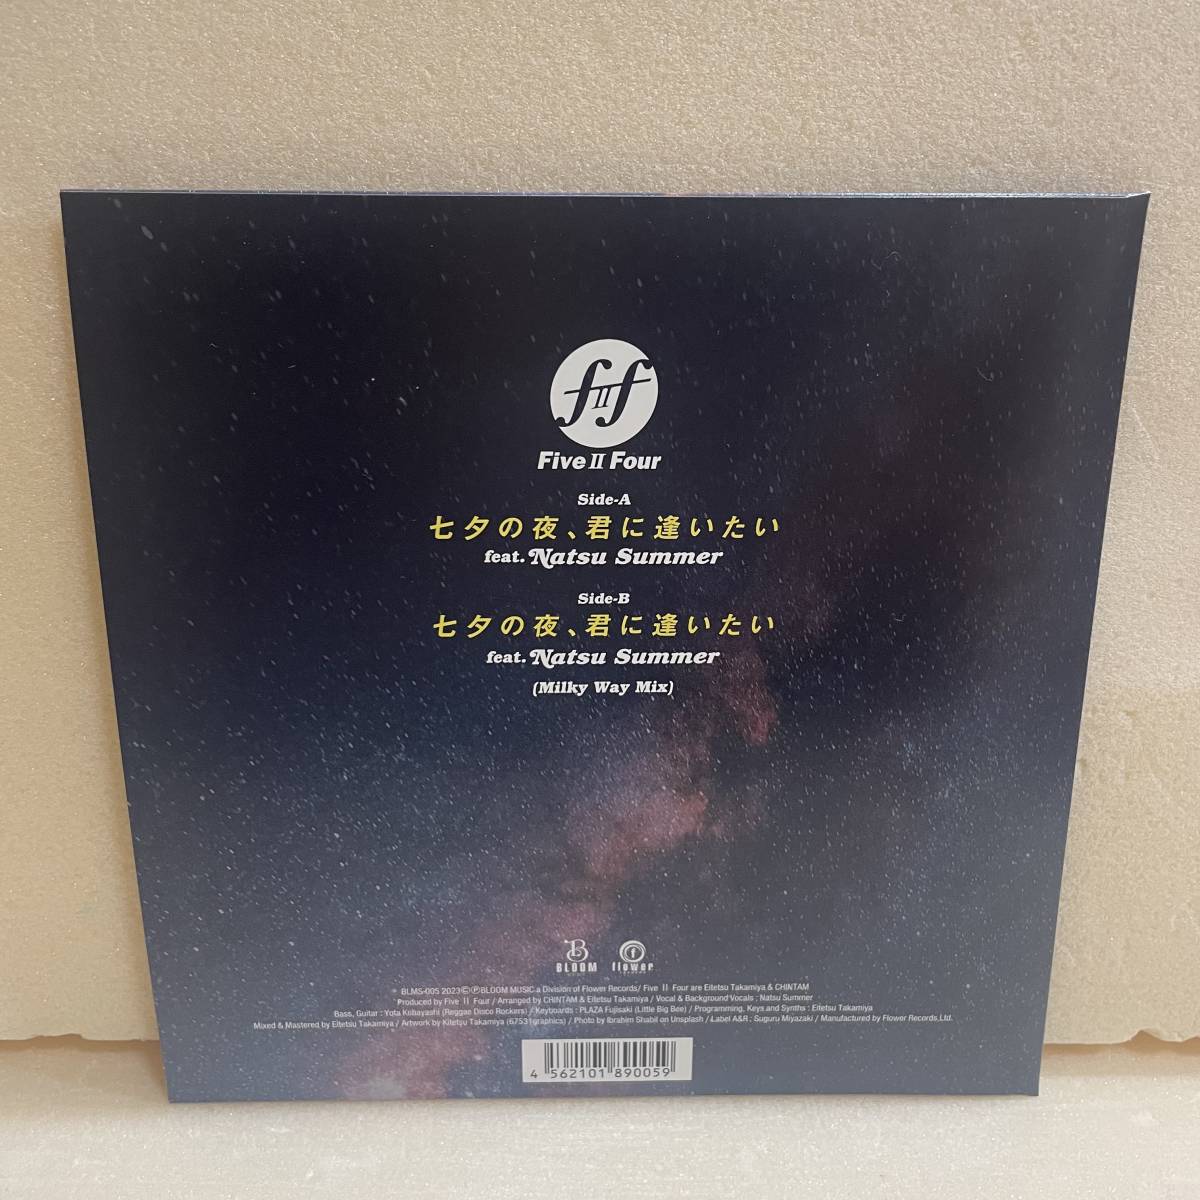 fIIf
Five II Four
Side-A
七夕の夜、君に逢いたい
feat. Natsu Summer
Side-B
七夕の夜、君に逢いたい
feat. Natsu Summer
(Milky Way Mix)
B
BLOOM
f
flower
BLMS-005 2023ⒸⓅBLOOM MUSIC a Division of Flower Records/ Five II Four are Eitetsu Takamiya & CHINTAM
Produced by Five II Four / Arranged by CHINTAM & Eitetsu Takamiya / Vocal & Background Vocals : Natsu Summer
Bass, Guitar : Yota Kobayashi (Reggae Disco Rockers) / Keyboards : PLAZA Fujisaki (Little Big Bee) / Programming, Keys and Synths : Eitetsu Takamiya
Mixed & Mastered by Eitetsu Takamiya / Artwork by Kitetyu Takamiya (67531graphics) / Photo by Ibrahim Shabil on Unsplash / Label A&R : Suguru Miyazaki / Manufactured by Flower Records,Ltd.
4 562101 890059